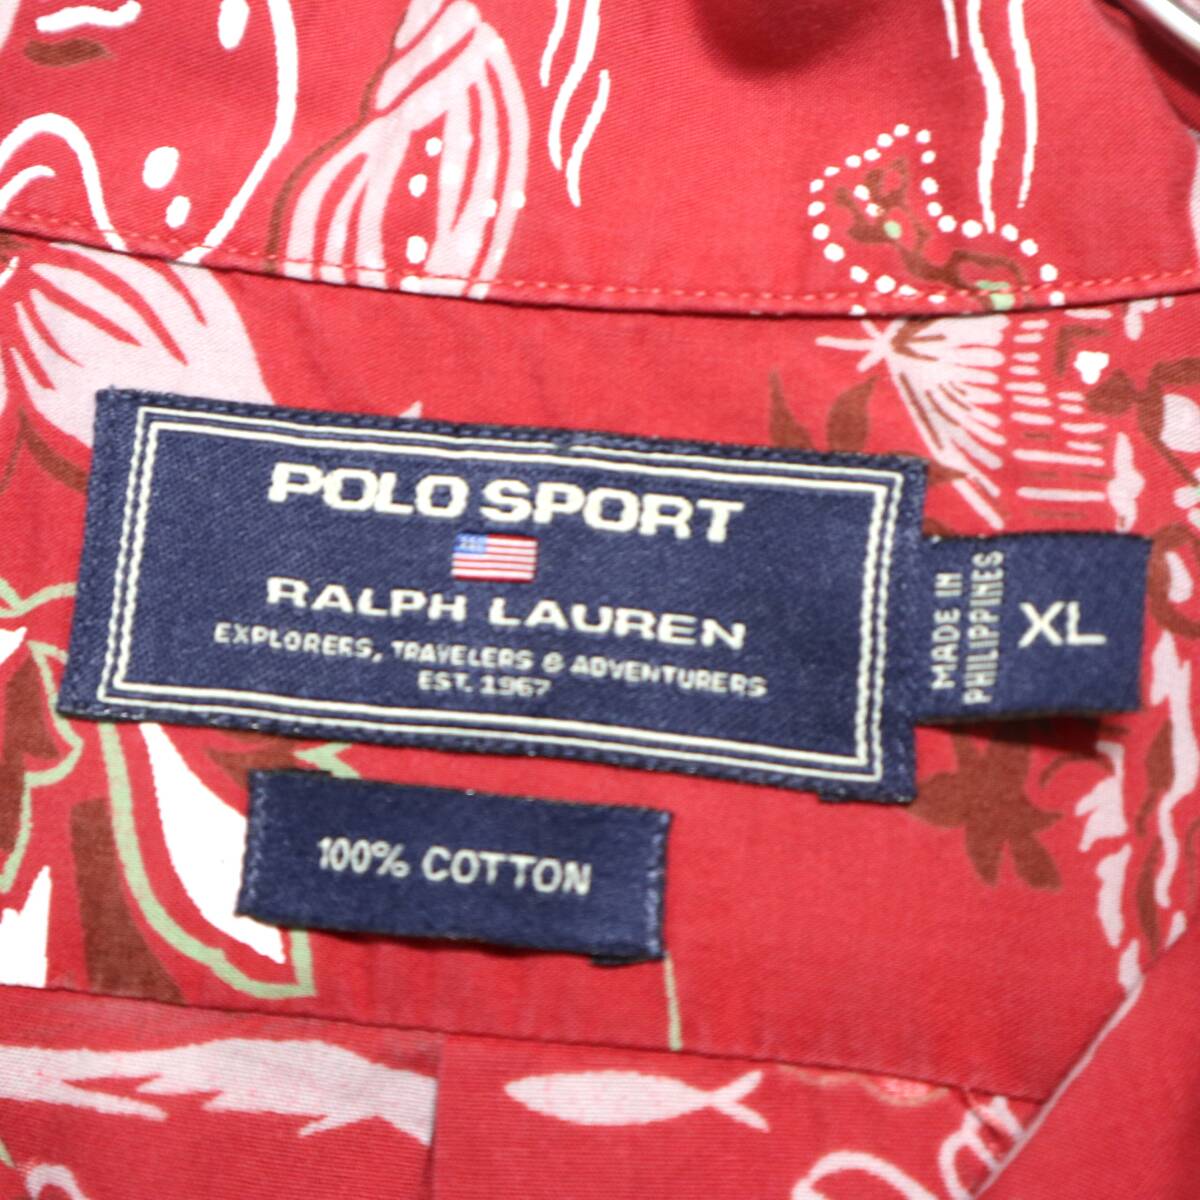 POLO SPORT
RALPH LAUREN
EXPLORERS, TRAVELERS & ADVENTURERS
EST. 1967
MADE IN
PHILIPPINES
XL
100% COTTON